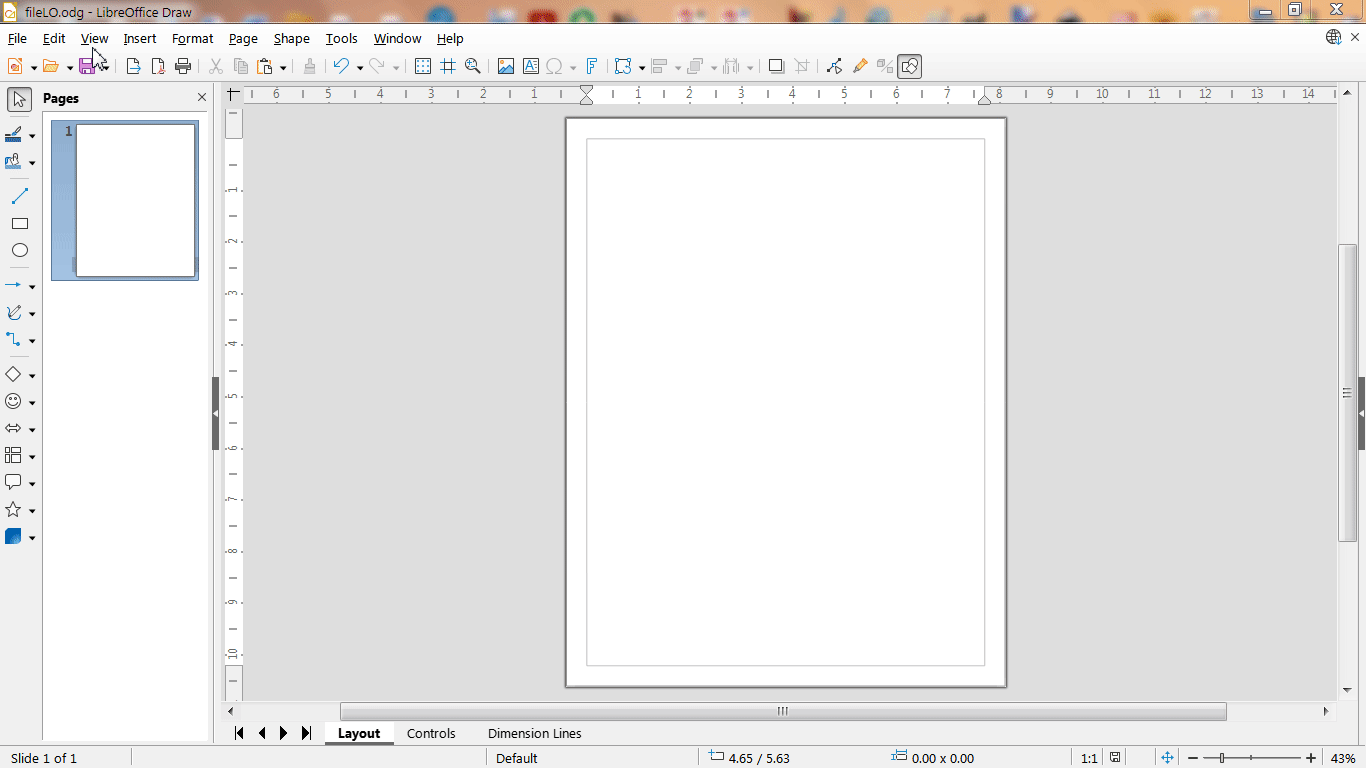 fileLO.odg - LibreOffice Draw
File Edit View Insert Format Page Shape Tools Window Help
Pages
1
6 5 4 3 2 1 1 2 3 4 5 6 7 8 9 10 11 12 13 14
1
2
3
4
5
6
7
8
9
10
Layout Controls Dimension Lines
Slide 1 of 1 Default 4.65 / 5.63 0.00 x 0.00 1:1 43%